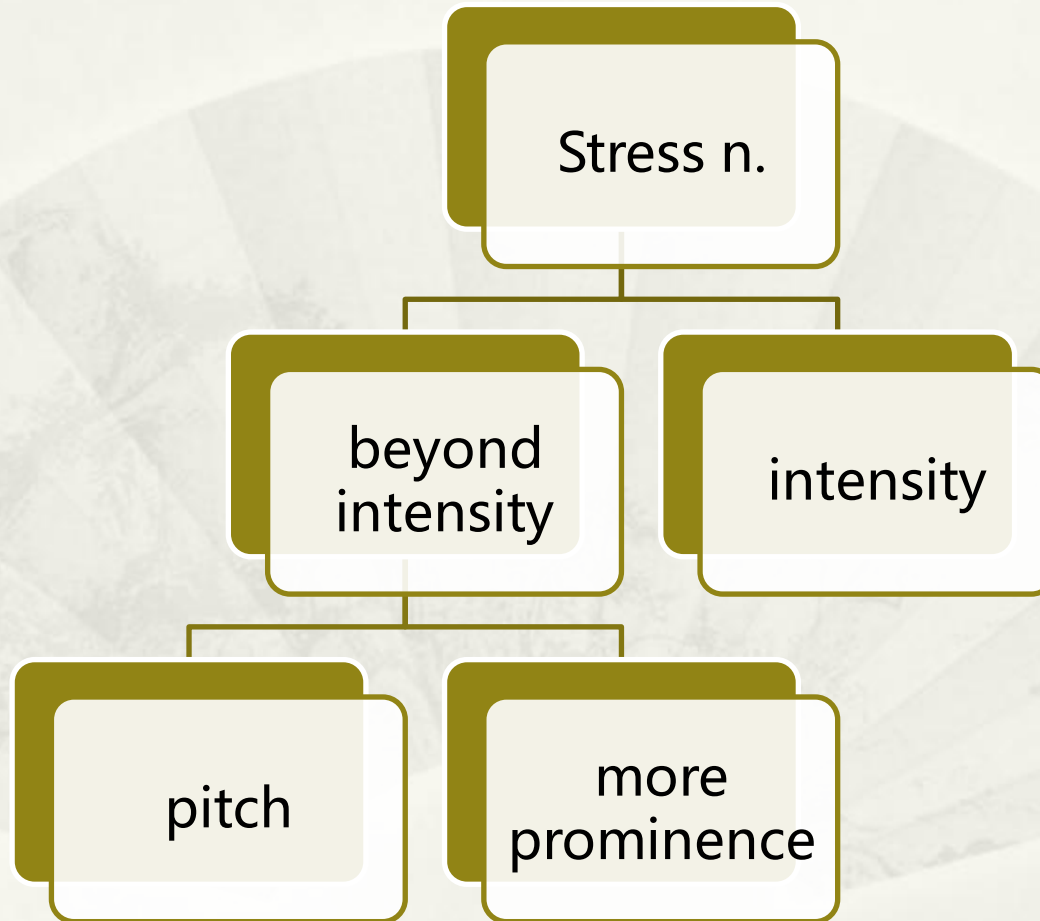 Stress n.
beyond
intensity
intensity
pitch
more
prominence